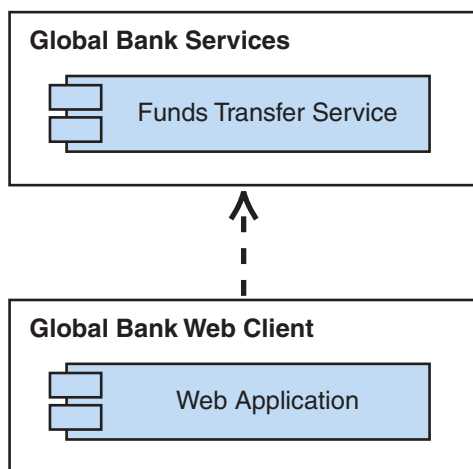 Global Bank Services
Funds Transfer Service
Global Bank Web Client
Web Application